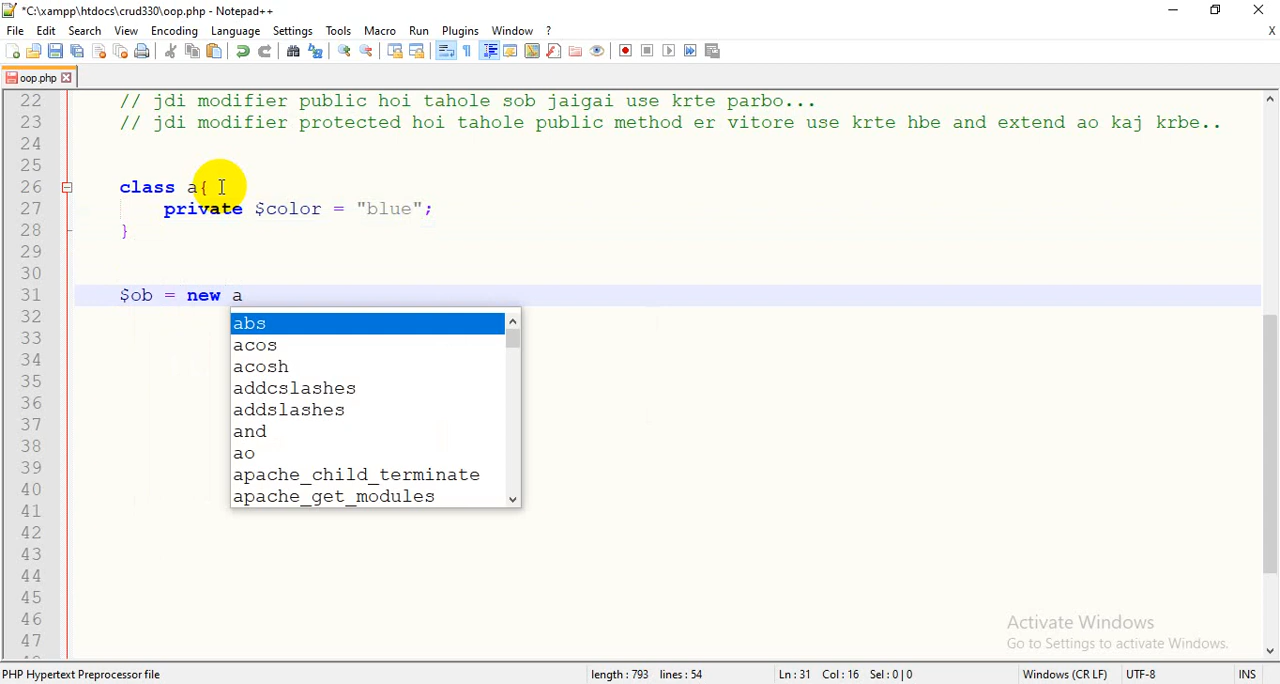 *C:\xampp\htdocs\crud330\oop.php - Notepad++
File Edit Search View Encoding Language Settings Tools Macro Run Plugins Window ? X
oop.php
22 // jdi modifier public hoi tahole sob jaigai use krte parbo...
23 // jdi modifier protected hoi tahole public method er vitore use krte hbe and extend ao kaj krbe..
24
25
26 class a{
27 private $color = "blue";
28 }
29
30
31 $ob = new a
32
abs
33
acos
34
acosh
35
addcslashes
36
addslashes
37
and
38
ao
39
apache_child_terminate
40
apache_get_modules
41
42
43
44
45
46
47
Activate Windows
Go to Settings to activate Windows.
PHP Hypertext Preprocessor file length : 793 lines : 54 Ln : 31 Col : 16 Sel : 0 | 0 Windows (CR LF) UTF-8 INS